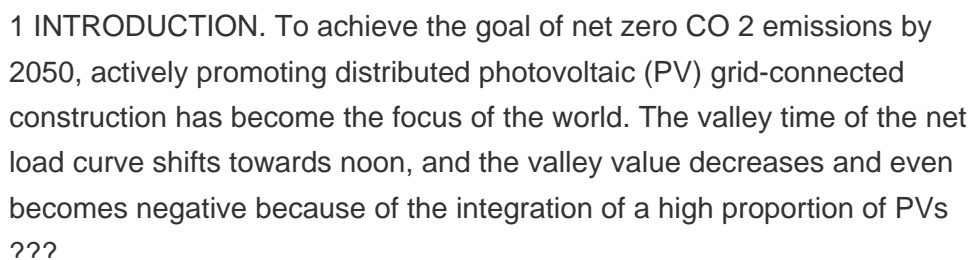 1 INTRODUCTION. To achieve the goal of net zero CO 2 emissions by
2050, actively promoting distributed photovoltaic (PV) grid-connected
construction has become the focus of the world. The valley time of the net
load curve shifts towards noon, and the valley value decreases and even
becomes negative because of the integration of a high proportion of PVs
???